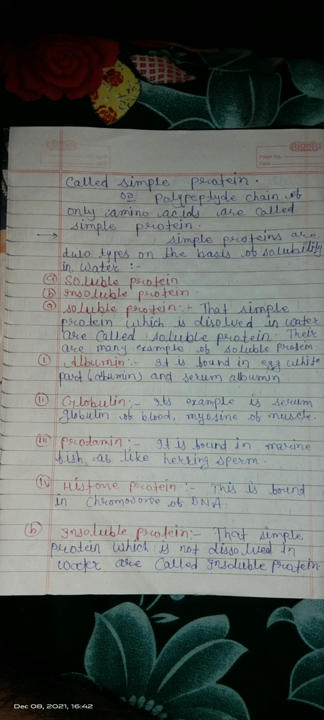 Page No.
Date
called simple protein.
or Polypeptyde chain of
only amino acids are called
simple protein.
→ simple proteins are
two types on the basis of solubility
in water :-
(a) Soluble protein
(b) Insoluble protein
(a) soluble protein :- That simple
protein which is disolved in water
are called soluble protein. Their
are many example of soluble protein.
(i) Albumin :- It is found in egg white
part (albumin) and serum albumin
(ii) Globulin :- Its example is serum
globulin of blood, myosine of muscle.
(iii) Protamin :- It is found in marine
fish as like herring sperm.
(iv) Histone protein :- This is found
in chromosome of DNA.
(b) Insoluble protein :- That simple
protein which is not dissolved in
water are called Insoluble protein
Dec 08, 2021, 16:42